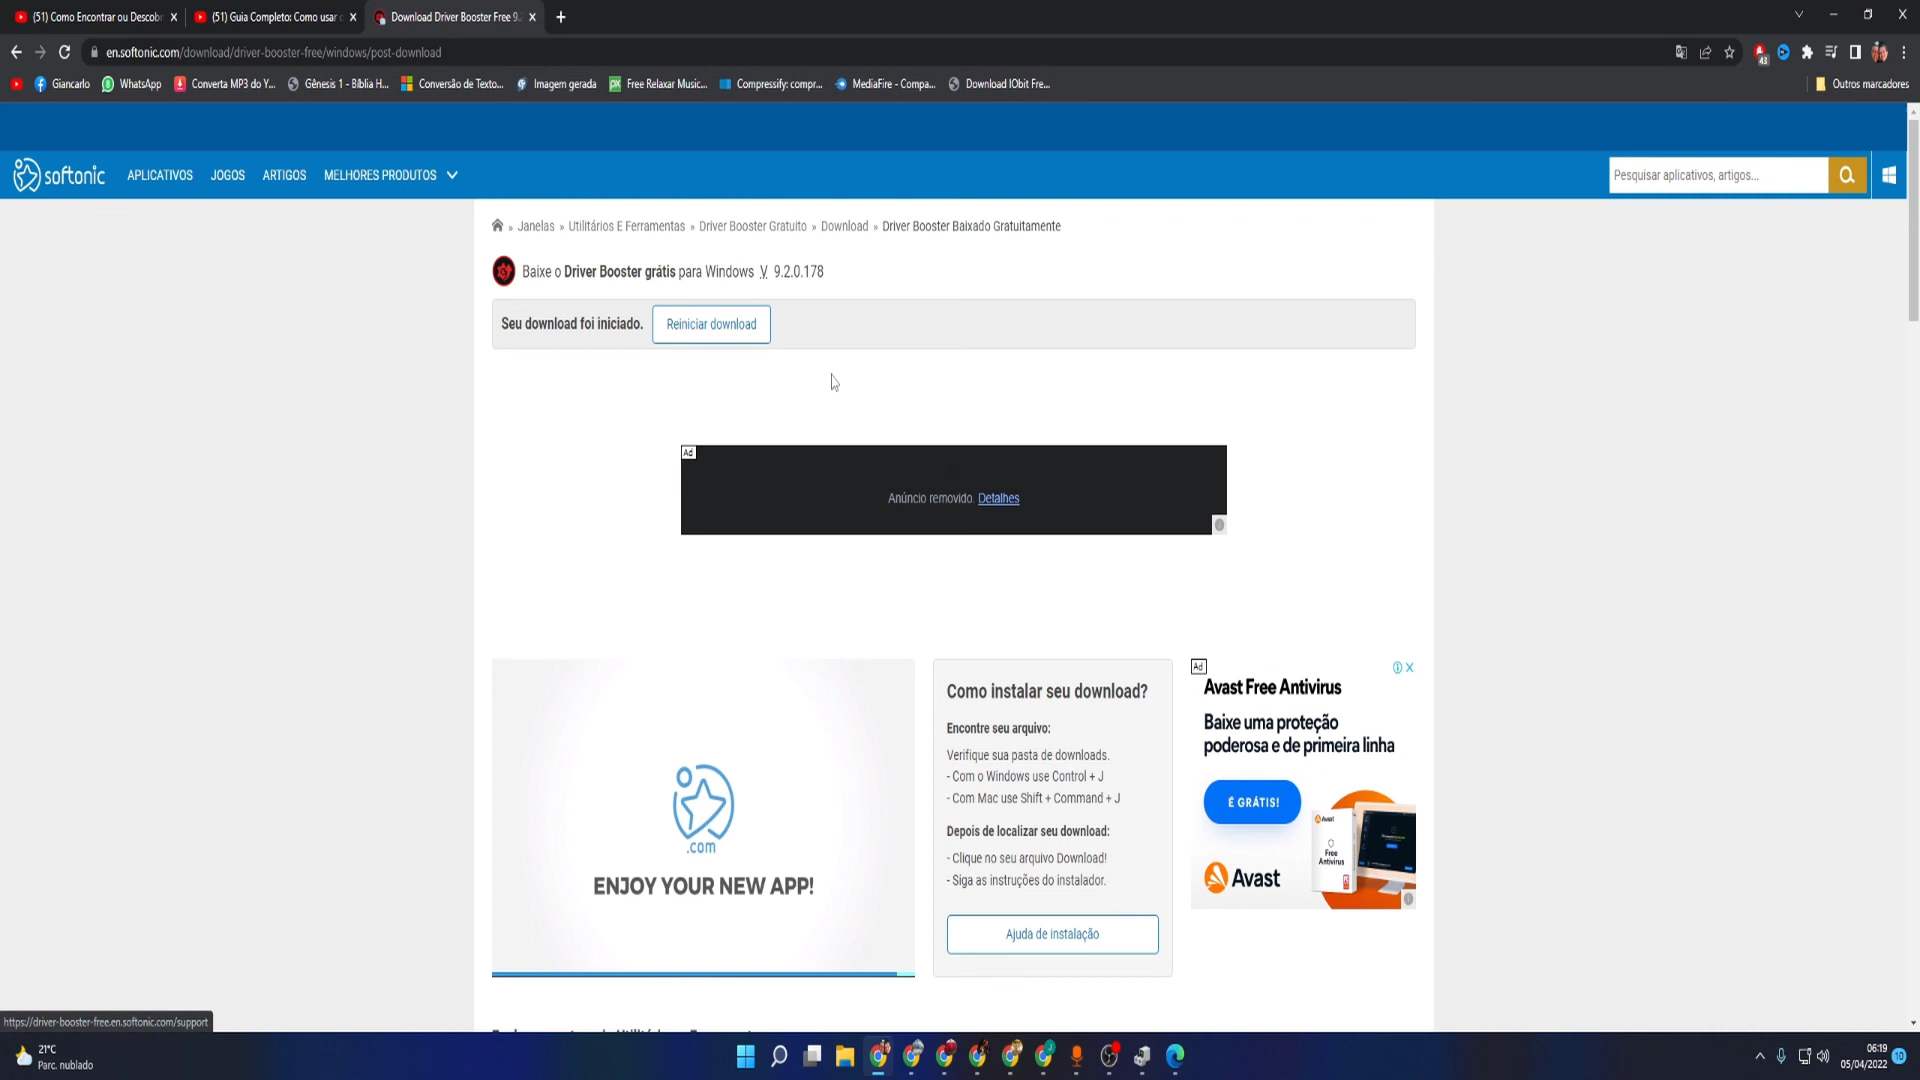 (51) Como Encontrar ou Descobr
(51) Guia Completo: Como usar
Download Driver Booster Free 9.
en.softonic.com/download/driver-booster-free/windows/post-download
43
Giancarlo
WhatsApp
Converta MP3 do Y...
Gênesis 1 - Bíblia H...
Conversão de Texto...
Imagem gerada
Free Relaxar Music...
Compressify: compr...
MediaFire - Compa...
Download IObit Fre...
Outros marcadores
softonic
APLICATIVOS
JOGOS
ARTIGOS
MELHORES PRODUTOS
Pesquisar aplicativos, artigos...
» Janelas » Utilitários E Ferramentas » Driver Booster Gratuito » Download » Driver Booster Baixado Gratuitamente
Baixe o Driver Booster grátis para Windows V 9.2.0.178
Seu download foi iniciado.
Reiniciar download
Ad
Anúncio removido. Detalhes
.com
ENJOY YOUR NEW APP!
Como instalar seu download?
Encontre seu arquivo:
Verifique sua pasta de downloads.
- Com o Windows use Control + J
- Com Mac use Shift + Command + J
Depois de localizar seu download:
- Clique no seu arquivo Download!
- Siga as instruções do instalador.
Ajuda de instalação
Ad
Avast Free Antivirus
Baixe uma proteção
poderosa e de primeira linha
É GRÁTIS!
Avast
Avast
Free
Antivirus
https://driver-booster-free.en.softonic.com/support
21°C
Parc. nublado
06:19
05/04/2022
10